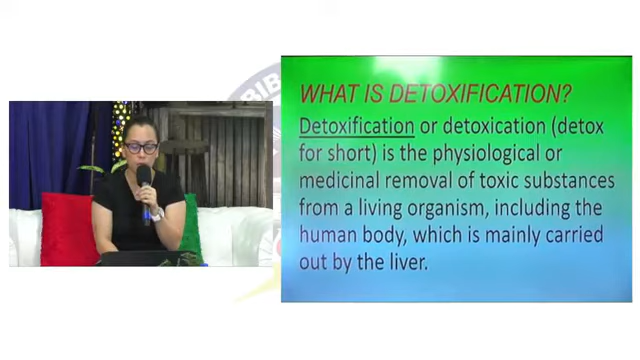 BIB
WHAT IS DETOXIFICATION?
Detoxification or detoxication (detox
for short) is the physiological or
medicinal removal of toxic substances
from a living organism, including the
human body, which is mainly carried
out by the liver.